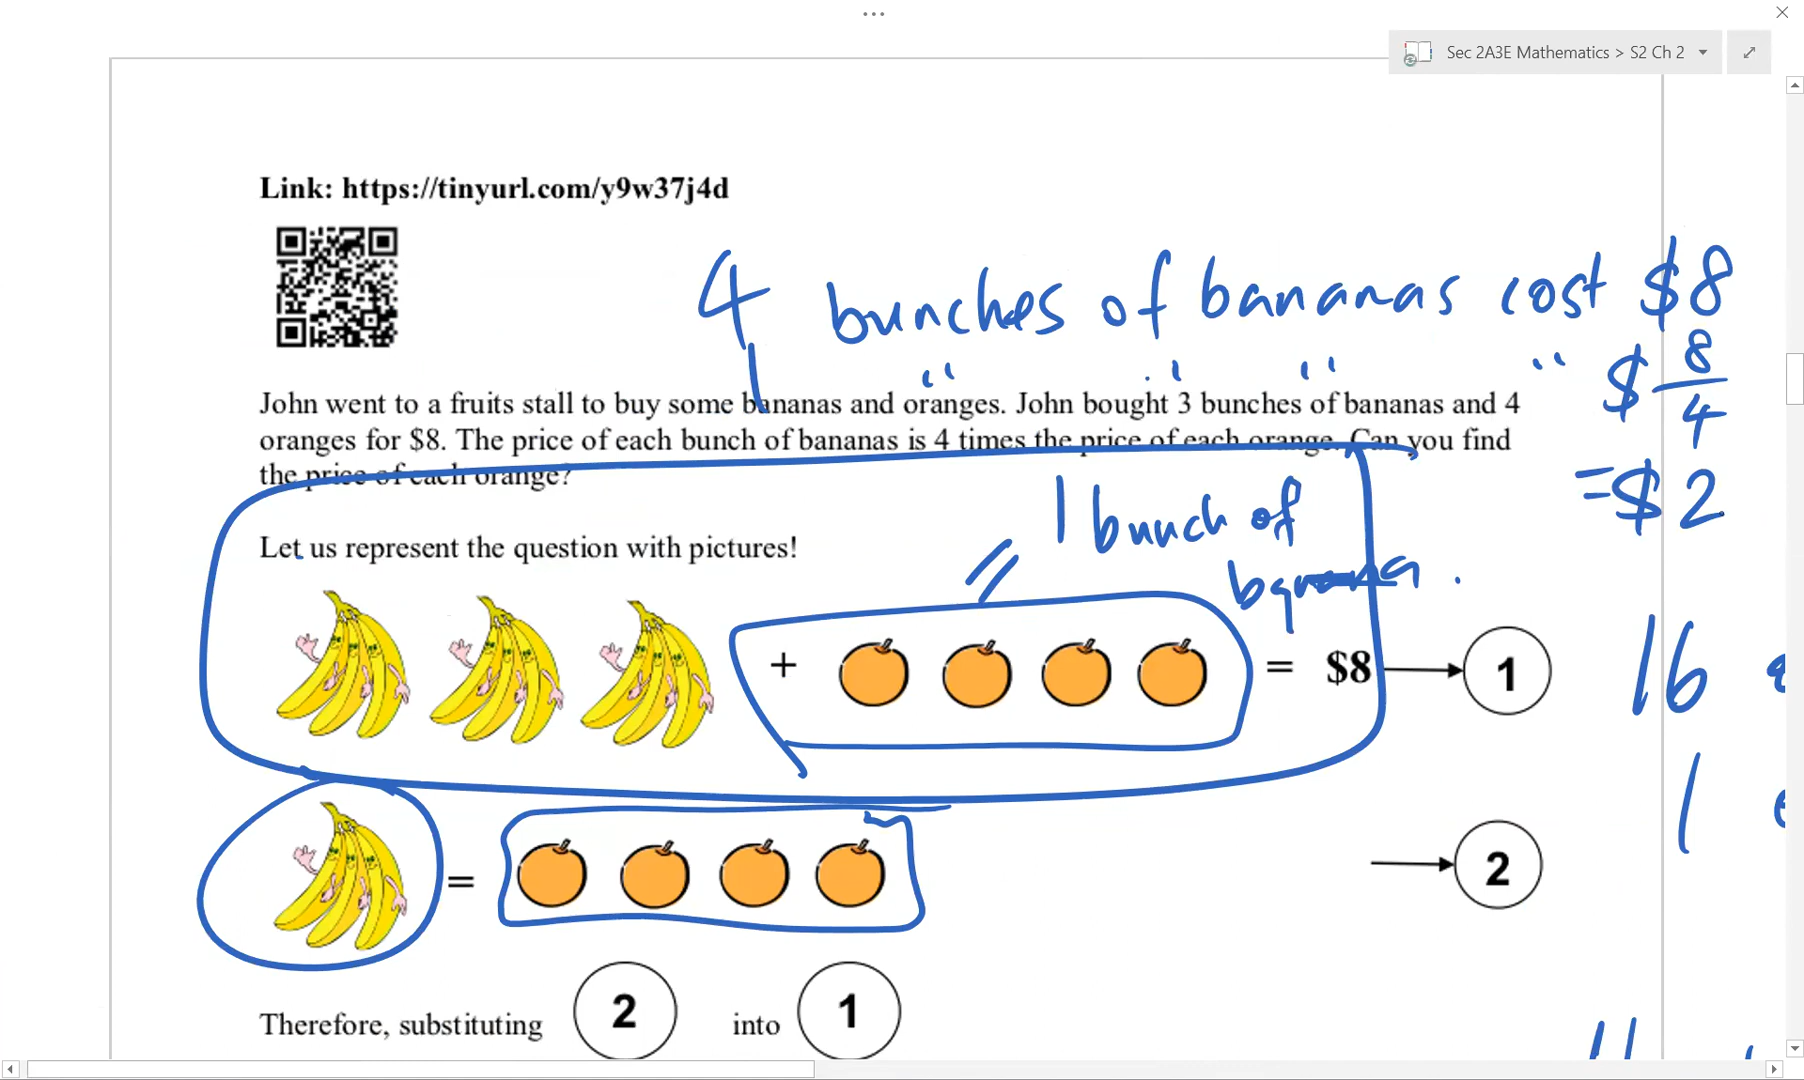 Sec 2A3E Mathematics > S2 Ch 2
Link: https://tinyurl.com/y9w37j4d
4 bunches of bananas cost $8
1 " " " " $ 8/4
= $2
John went to a fruits stall to buy some bananas and oranges. John bought 3 bunches of bananas and 4
oranges for $8. The price of each bunch of bananas is 4 times the price of each orange. Can you find
the price of each orange?
1 bunch of
banana.
=
Let us represent the question with pictures!
+ = $8 1
16
1
= 2
Therefore, substituting 2 into 1